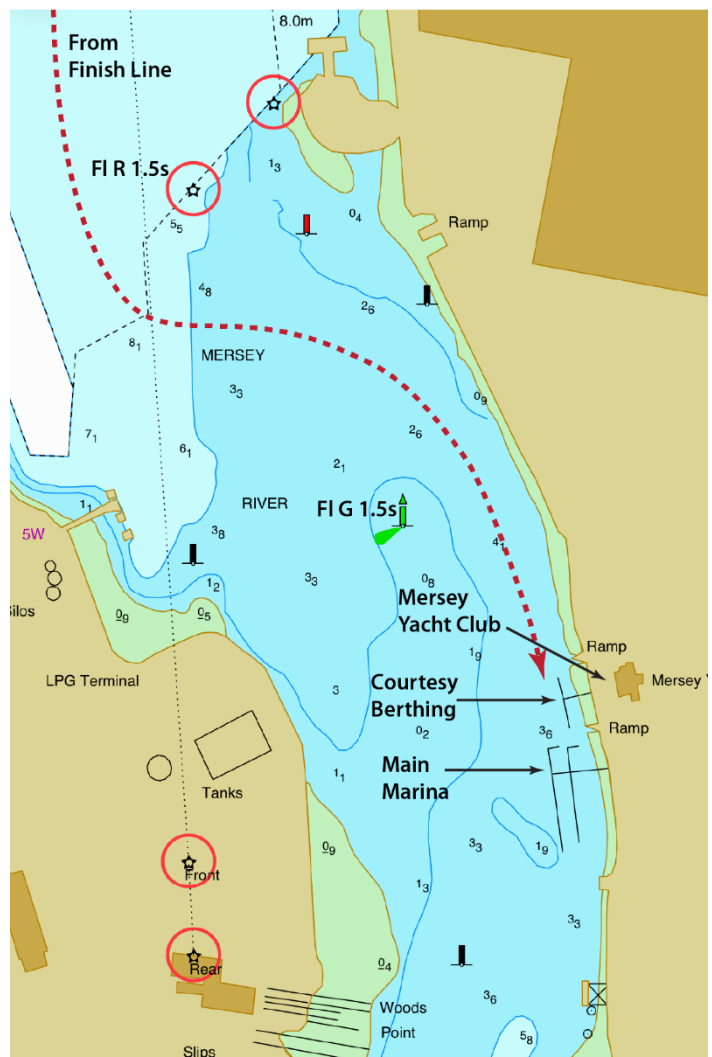 8.0m
From
Finish Line
Fl R 1.5s
1₃
0₄
5₅
Ramp
4₈
2₆
8₁
MERSEY
3₃
0₉
7₁
2₆
6₁
2₁
RIVER
Fl G 1.5s
1₁
5W
3₈
4₁
1₂
3₃
0₈
Silos
0₉
0₅
Mersey
Yacht Club
1₉
Ramp
LPG Terminal
3
Courtesy
Berthing
Mersey Y
0₂
3₆
Ramp
1₁
Main
Marina
Tanks
0₉
3₃
1₉
Front
1₃
3₃
Rear
0₄
3₆
Woods
Point
5₈
Slips